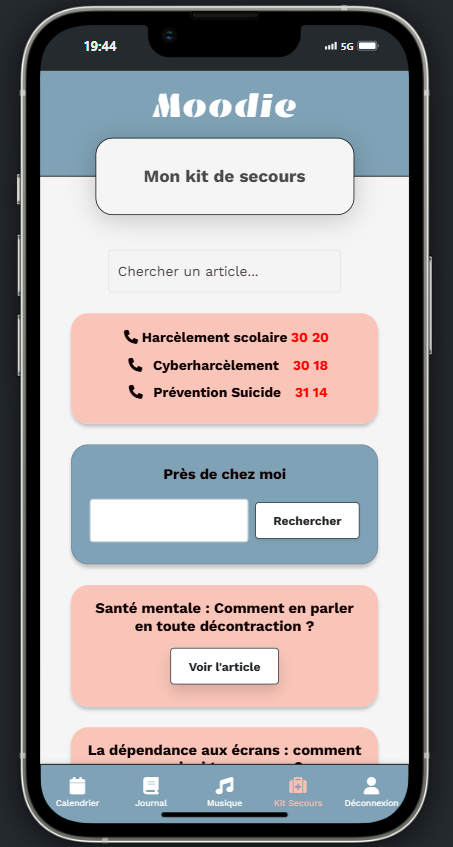 19:44
5G
Moodie
Mon kit de secours
Chercher un article...
Harcèlement scolaire 30 20
Cyberharcèlement 30 18
Prévention Suicide 31 14
Près de chez moi
Rechercher
Santé mentale : Comment en parler
en toute décontraction ?
Voir l'article
La dépendance aux écrans : comment
Calendrier
Journal
Musique
Kit Secours
Déconnexion